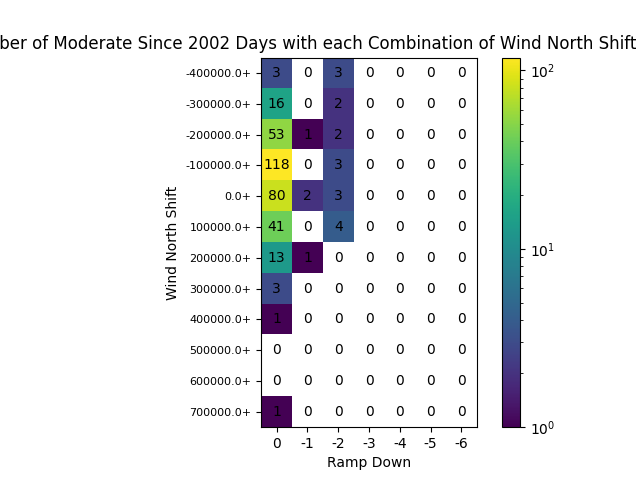 ber of Moderate Since 2002 Days with each Combination of Wind North Shift
-400000.0+ 3 0 3 0 0 0 0
-300000.0+ 16 0 2 0 0 0 0
-200000.0+ 53 1 2 0 0 0 0
-100000.0+ 118 0 3 0 0 0 0
0.0+ 80 2 3 0 0 0 0
100000.0+ 41 0 4 0 0 0 0
200000.0+ 13 1 0 0 0 0 0
300000.0+ 3 0 0 0 0 0 0
400000.0+ 1 0 0 0 0 0 0
500000.0+ 0 0 0 0 0 0 0
600000.0+ 0 0 0 0 0 0 0
700000.0+ 1 0 0 0 0 0 0
0 -1 -2 -3 -4 -5 -6
Ramp Down
Wind North Shift
10²
10¹
10⁰